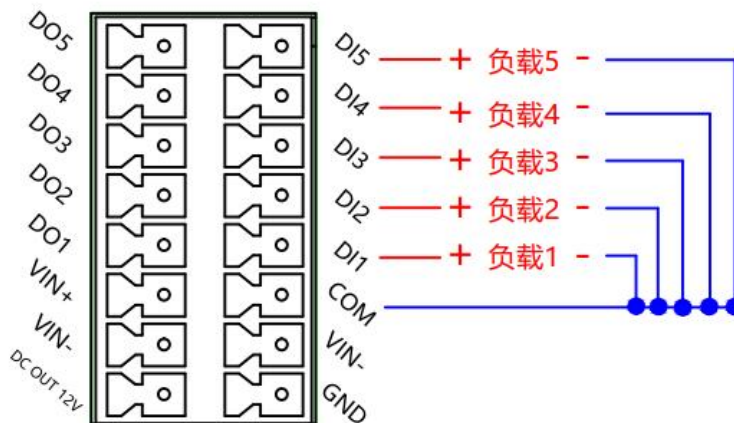 DO5
DO4
DO3
DO2
DO1
VIN+
VIN-
DC OUT 12V
DI5 + 负载5 -
DI4 + 负载4 -
DI3 + 负载3 -
DI2 + 负载2 -
DI1 + 负载1 -
COM
VIN-
GND